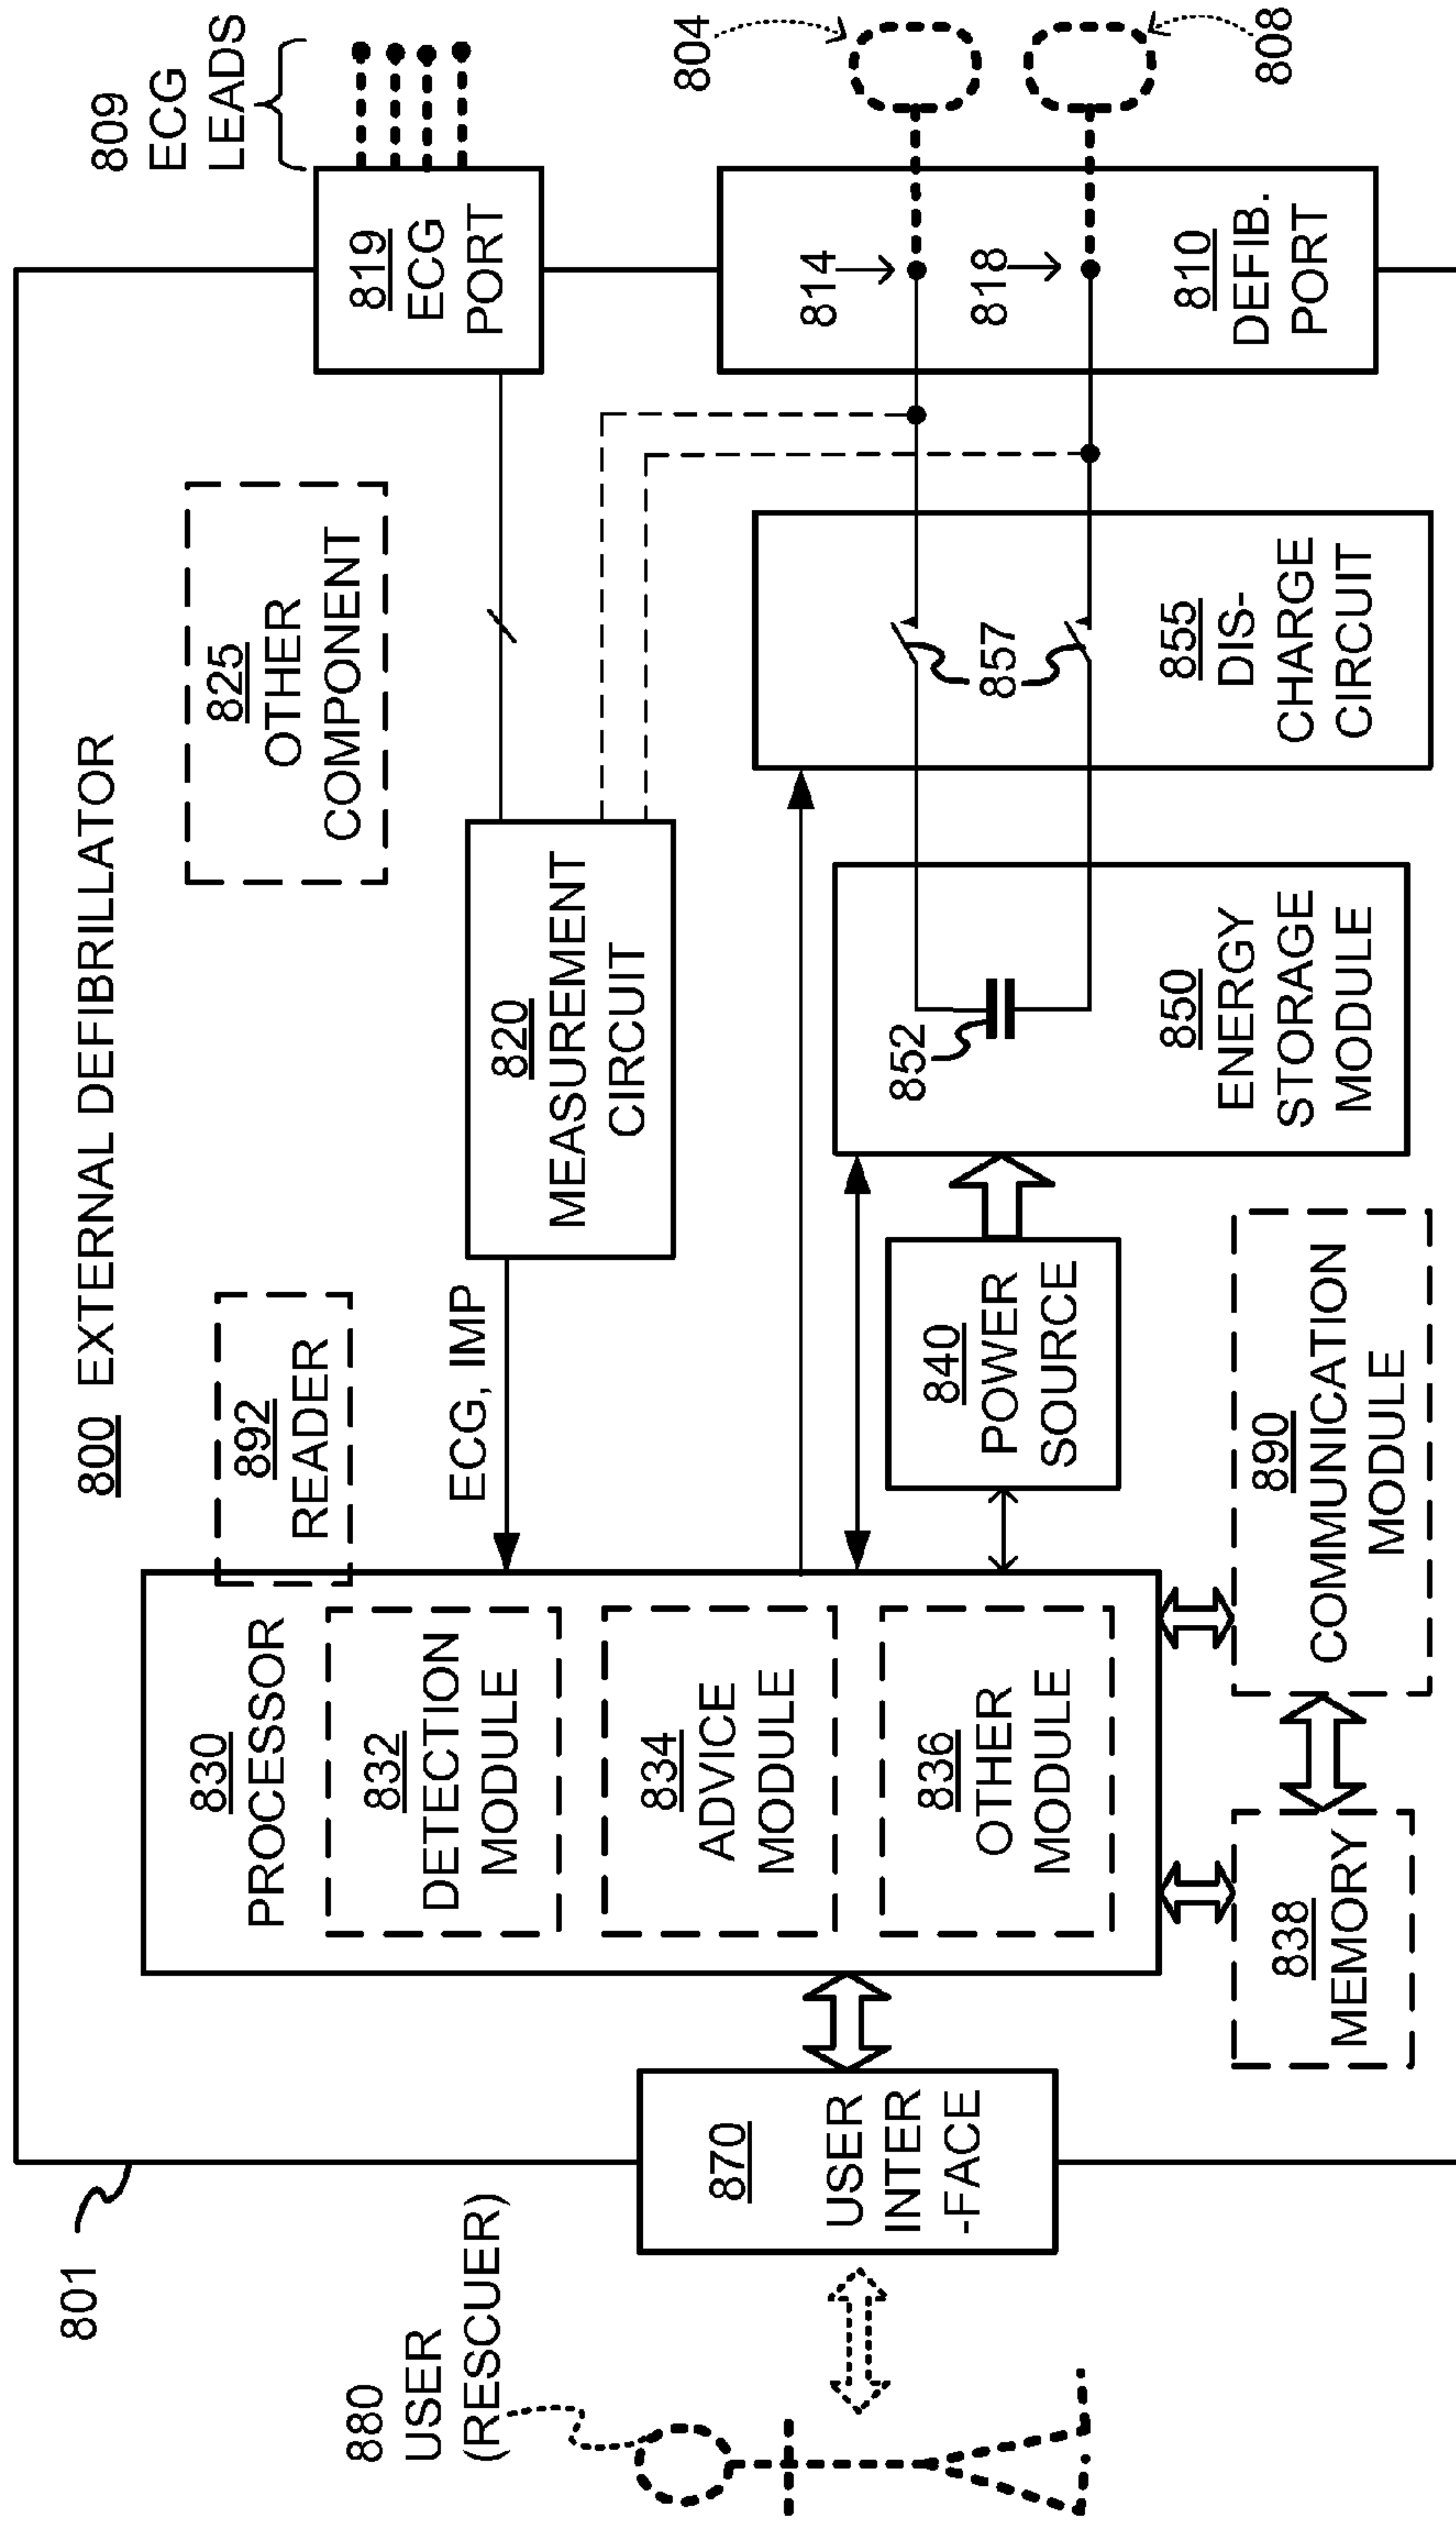 800 EXTERNAL DEFIBRILLATOR
801
880
USER
(RESCUER)
870
USER
INTER
-FACE
830
PROCESSOR
832
DETECTION
MODULE
834
ADVICE
MODULE
836
OTHER
MODULE
838
MEMORY
892
READER
ECG, IMP
840
POWER
SOURCE
890
COMMUNICATION
MODULE
820
MEASUREMENT
CIRCUIT
825
OTHER
COMPONENT
852
850
ENERGY
STORAGE
MODULE
857
855
DIS-
CHARGE
CIRCUIT
819
ECG
PORT
809
ECG
LEADS
814
818
810
DEFIB.
PORT
804
808